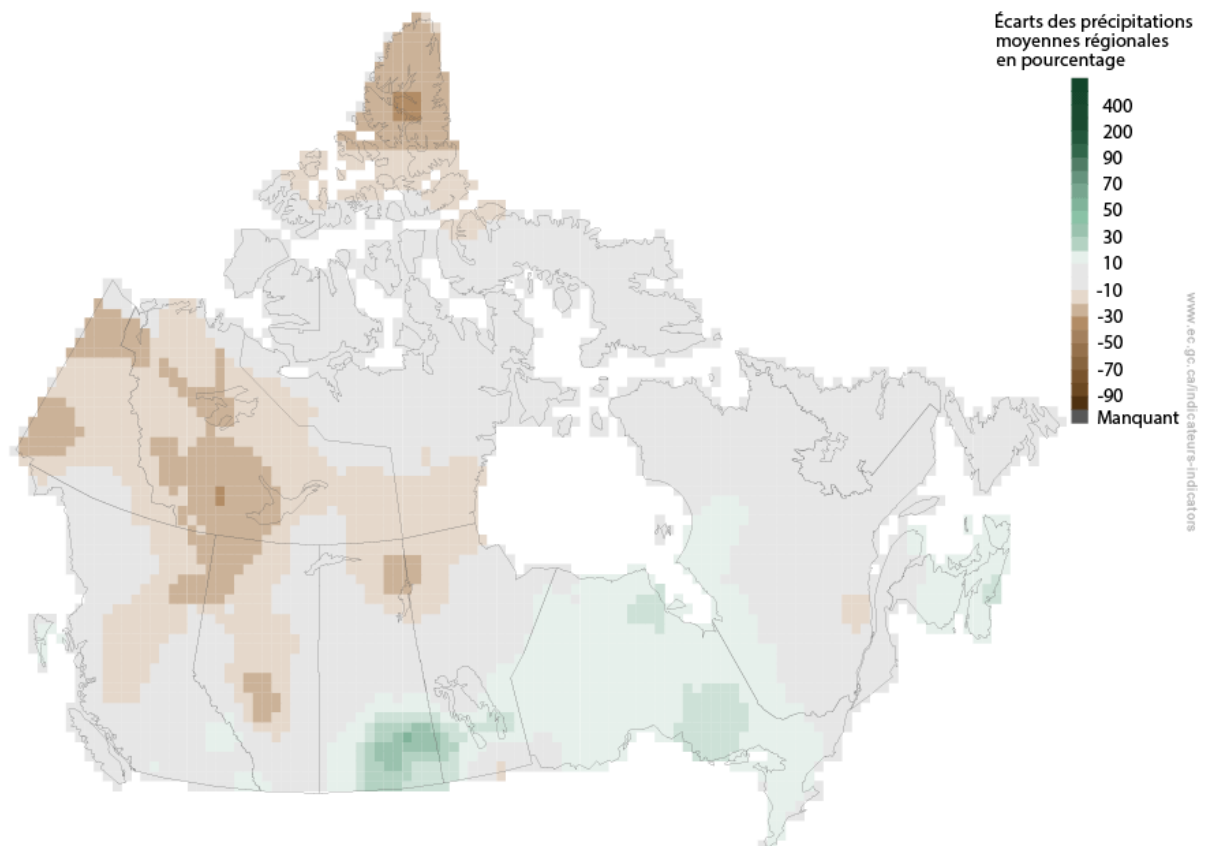 Écarts des précipitations
moyennes régionales
en pourcentage
400
200
90
70
50
30
10
-10
-30
-50
-70
-90
Manquant
www.ec.gc.ca/indicateurs-indicators